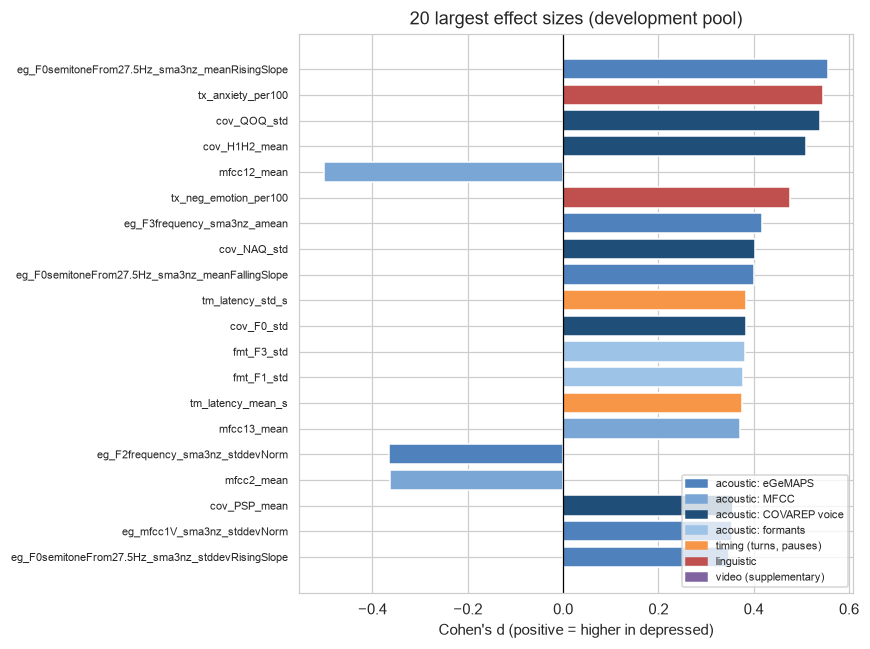 20 largest effect sizes (development pool)
eg_F0semitoneFrom27.5Hz_sma3nz_meanRisingSlope
tx_anxiety_per100
cov_QOQ_std
cov_H1H2_mean
mfcc12_mean
tx_neg_emotion_per100
eg_F3frequency_sma3nz_amean
cov_NAQ_std
eg_F0semitoneFrom27.5Hz_sma3nz_meanFallingSlope
tm_latency_std_s
cov_F0_std
fmt_F3_std
fmt_F1_std
tm_latency_mean_s
mfcc13_mean
eg_F2frequency_sma3nz_stddevNorm
mfcc2_mean
cov_PSP_mean
eg_mfcc1V_sma3nz_stddevNorm
eg_F0semitoneFrom27.5Hz_sma3nz_stddevRisingSlope
acoustic: eGeMAPS
acoustic: MFCC
acoustic: COVAREP voice
acoustic: formants
timing (turns, pauses)
linguistic
video (supplementary)
−0.4 −0.2 0.0 0.2 0.4 0.6
Cohen's d (positive = higher in depressed)